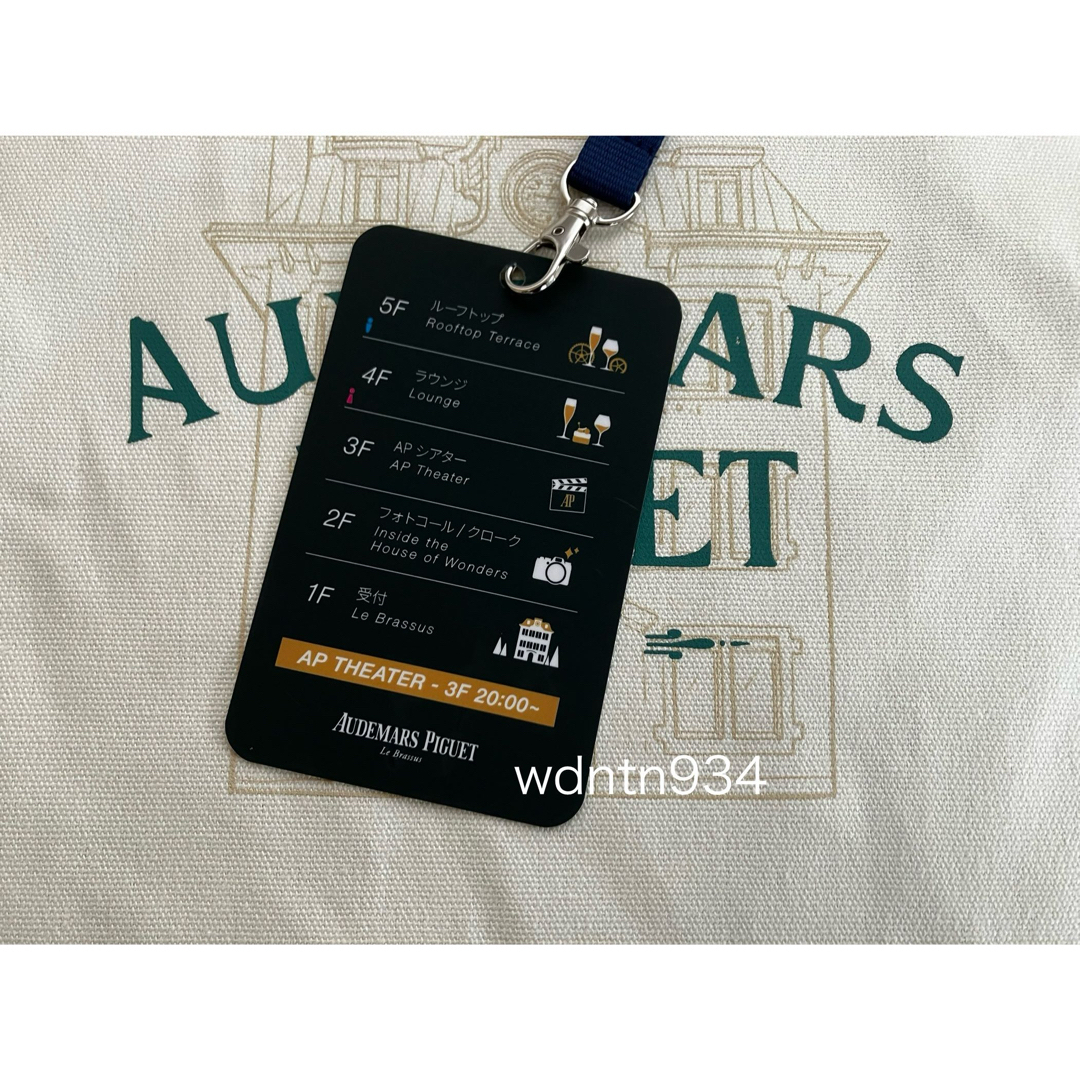 AU ARS
ET
5F ルーフトップ
Rooftop Terrace
4F ラウンジ
Lounge
3F APシアター
AP Theater
AP
2F フォトコール / クローク
Inside the
House of Wonders
1F 受付
Le Brassus
AP THEATER - 3F 20:00~
AUDEMARS PIGUET
Le Brassus
wdntn934